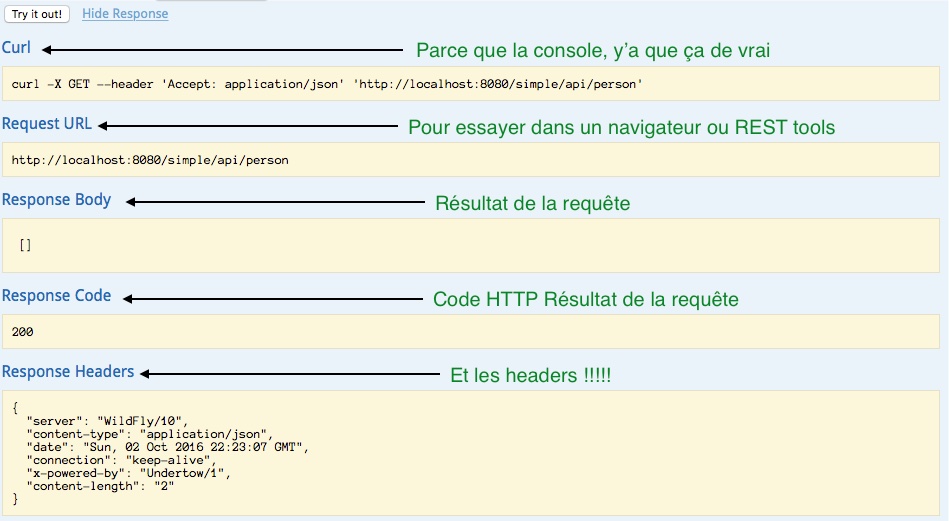 Try it out! Hide Response
Curl Parce que la console, y'a que ça de vrai
curl -X GET --header 'Accept: application/json' 'http://localhost:8080/simple/api/person'
Request URL Pour essayer dans un navigateur ou REST tools
http://localhost:8080/simple/api/person
Response Body Résultat de la requête
[]
Response Code Code HTTP Résultat de la requête
200
Response Headers Et les headers !!!!!
{
"server": "WildFly/10",
"content-type": "application/json",
"date": "Sun, 02 Oct 2016 22:23:07 GMT",
"connection": "keep-alive",
"x-powered-by": "Undertow/1",
"content-length": "2"
}